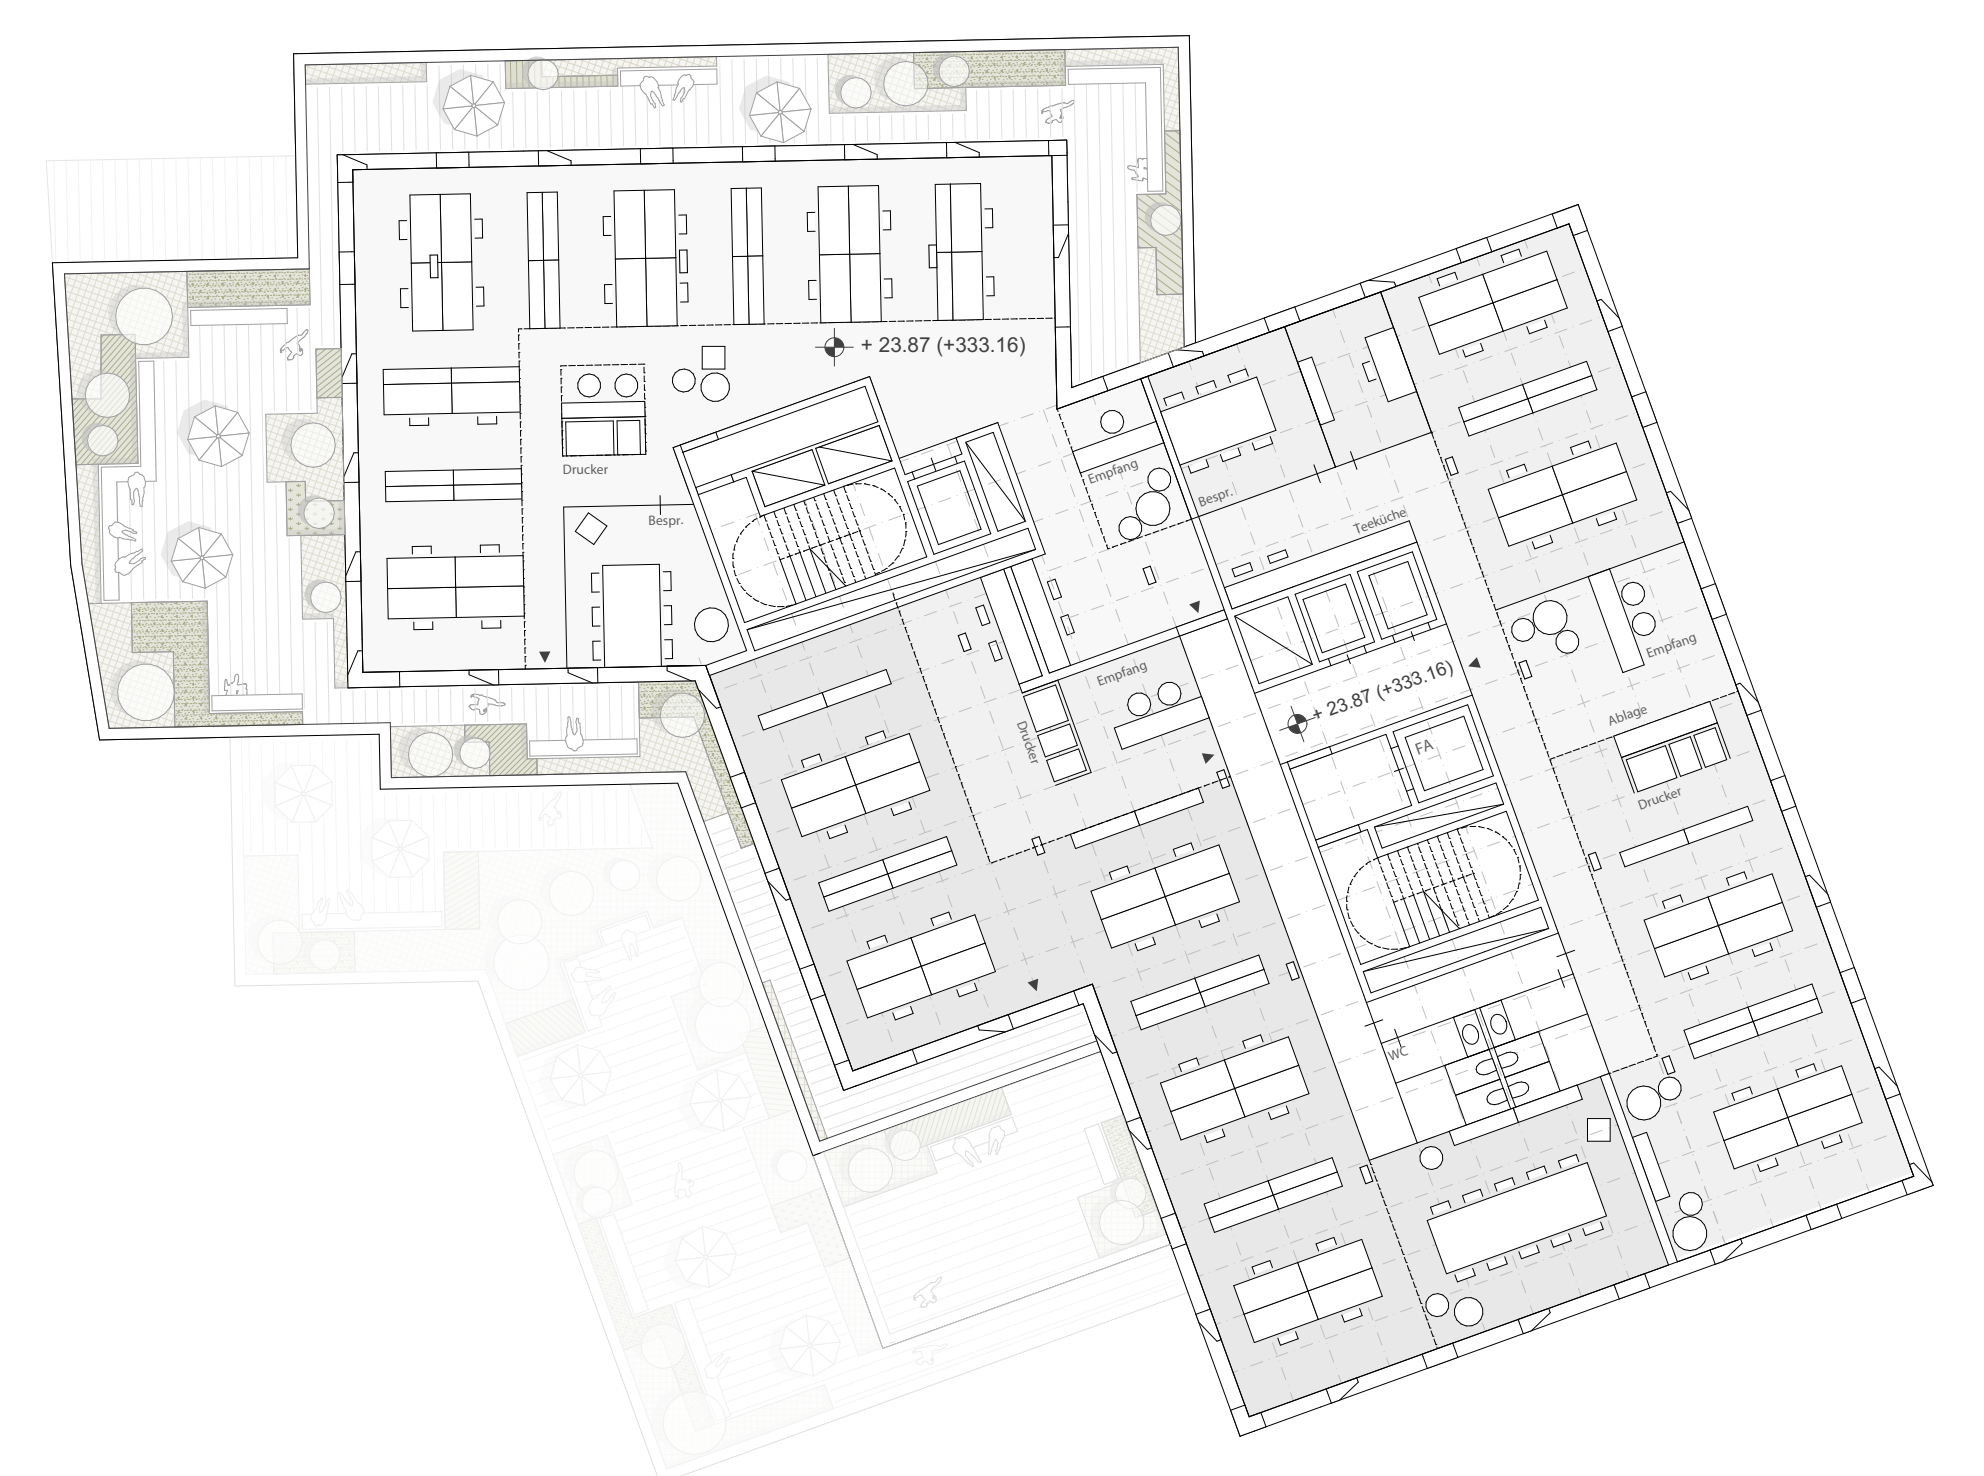 + 23.87 (+333.16)
Drucker
Empfang
Bespr.
Bespr.
Teeküche
Empfang
Empfang
+ 23.87 (+333.16)
Drucker
Ablage
FA
Drucker
WC